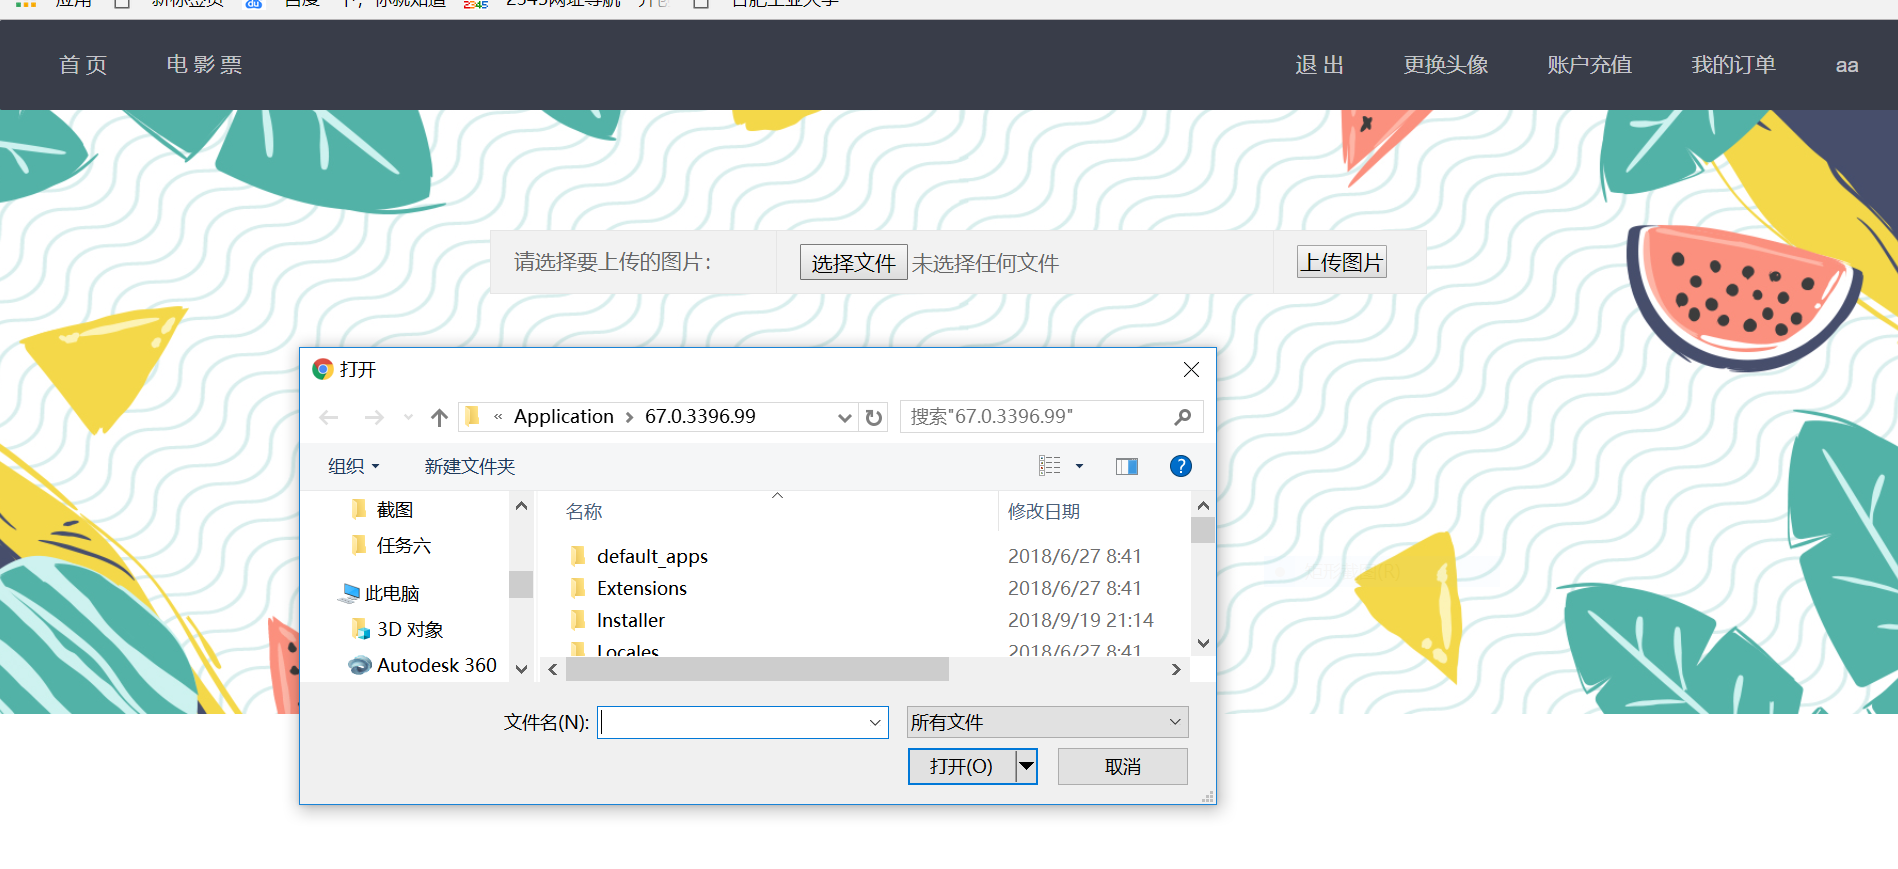 应用 新标签页 百度一下，你就知道 2345网址导航 合肥工业大学
首 页 电 影 票 退 出 更换头像 账户充值 我的订单 aa
请选择要上传的图片： 选择文件 未选择任何文件 上传图片
打开
« Application > 67.0.3396.99 搜索"67.0.3396.99"
组织 新建文件夹
截图
任务六
此电脑
3D 对象
Autodesk 360
名称 修改日期
default_apps 2018/6/27 8:41
Extensions 2018/6/27 8:41
Installer 2018/9/19 21:14
Locales 2018/6/27 8:41
文件名(N): 所有文件
打开(O) 取消